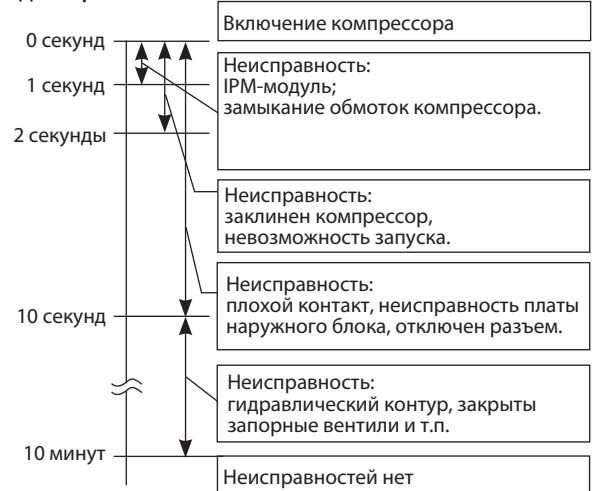 Включение компрессора
0 секунд
Неисправность:
IPM-модуль;
замыкание обмоток компрессора.
1 секунд
2 секунды
Неисправность:
заклинен компрессор,
невозможность запуска.
Неисправность:
плохой контакт, неисправность платы
наружного блока, отключен разъем.
10 секунд
Неисправность:
гидравлический контур, закрыты
запорные вентили и т.п.
10 минут
Неисправностей нет